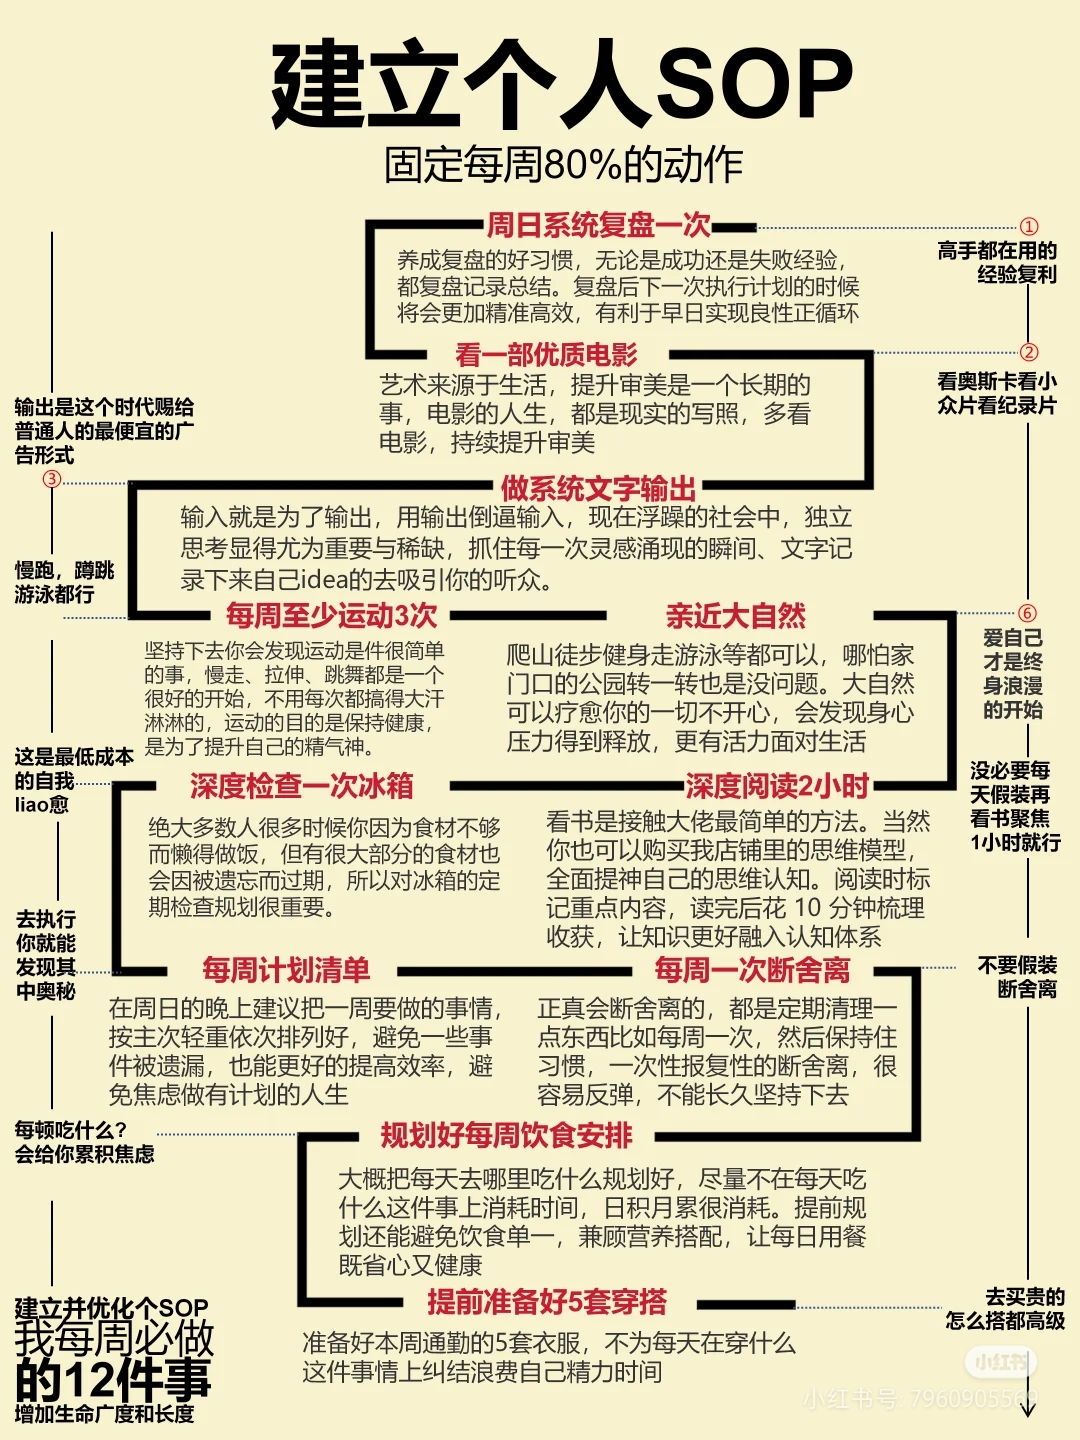 建立个人SOP
固定每周80%的动作
周日系统复盘一次
养成复盘的好习惯，无论是成功还是失败经验，
都复盘记录总结。复盘后下一次执行计划的时候
将会更加精准高效，有利于早日实现良性正循环
①
高手都在用的
经验复利
看一部优质电影
艺术来源于生活，提升审美是一个长期的
事，电影的人生，都是现实的写照，多看
电影，持续提升审美
②
看奥斯卡看小
众片看纪录片
输出是这个时代赐给
普通人的最便宜的广
告形式
③
做系统文字输出
输入就是为了输出，用输出倒逼输入，现在浮躁的社会中，独立
思考显得尤为重要与稀缺，抓住每一次灵感涌现的瞬间、文字记
录下来自己idea的去吸引你的听众。
慢跑，蹲跳
游泳都行
每周至少运动3次
坚持下去你会发现运动是件很简单
的事，慢走、拉伸、跳舞都是一个
很好的开始，不用每次都搞得大汗
淋淋的，运动的目的是保持健康，
是为了提升自己的精气神。
亲近大自然
爬山徒步健身走游泳等都可以，哪怕家
门口的公园转一转也是没问题。大自然
可以疗愈你的一切不开心，会发现身心
压力得到释放，更有活力面对生活
⑥
爱自己
才是终
身浪漫
的开始
这是最低成本
的自我
liao愈
深度检查一次冰箱
绝大多数人很多时候你因为食材不够
而懒得做饭，但有很大部分的食材也
会因被遗忘而过期，所以对冰箱的定
期检查规划很重要。
深度阅读2小时
看书是接触大佬最简单的方法。当然
你也可以购买我店铺里的思维模型，
全面提神自己的思维认知。阅读时标
记重点内容，读完后花 10 分钟梳理
收获，让知识更好融入认知体系
没必要每
天假装再
看书聚焦
1小时就行
去执行
你就能
发现其
中奥秘
每周计划清单
在周日的晚上建议把一周要做的事情，
按主次轻重依次排列好，避免一些事
件被遗漏，也能更好的提高效率，避
免焦虑做有计划的人生
每周一次断舍离
正真会断舍离的，都是定期清理一
点东西比如每周一次，然后保持住
习惯，一次性报复性的断舍离，很
容易反弹，不能长久坚持下去
不要假装
断舍离
每顿吃什么？
会给你累积焦虑
规划好每周饮食安排
大概把每天去哪里吃什么规划好，尽量不在每天吃
什么这件事上消耗时间，日积月累很消耗。提前规
划还能避免饮食单一，兼顾营养搭配，让每日用餐
既省心又健康
提前准备好5套穿搭
准备好本周通勤的5套衣服，不为每天在穿什么
这件事情上纠结浪费自己精力时间
去买贵的
怎么搭都高级
建立并优化个SOP
我每周必做
的12件事
增加生命广度和长度
小红书
小红书号: 7960905569